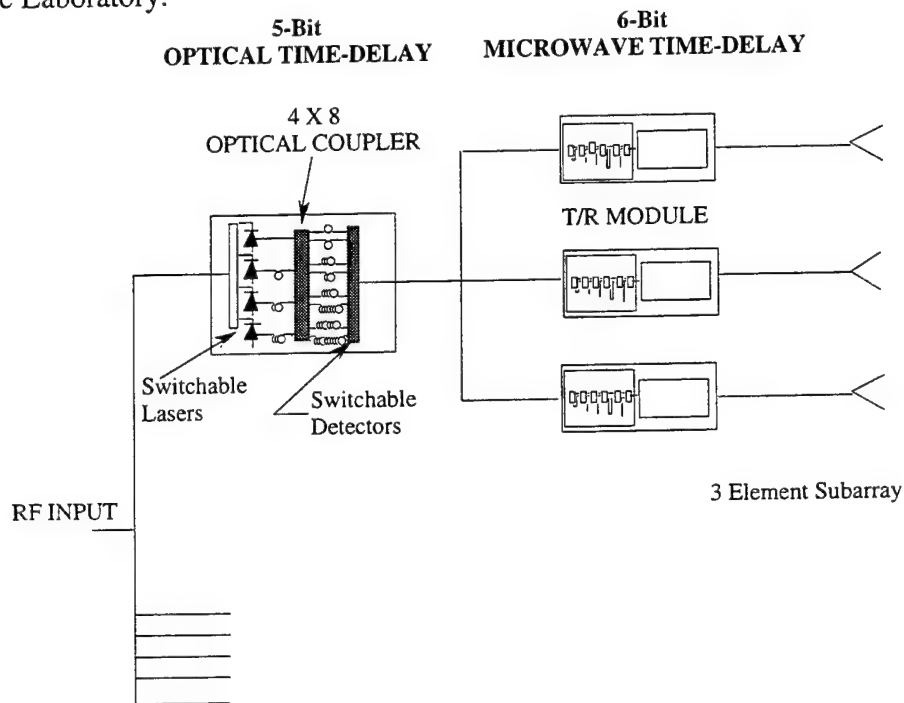 c Laboratory.
5-Bit
OPTICAL TIME-DELAY
6-Bit
MICROWAVE TIME-DELAY
4 X 8
OPTICAL COUPLER
T/R MODULE
Switchable
Lasers
Switchable
Detectors
3 Element Subarray
RF INPUT